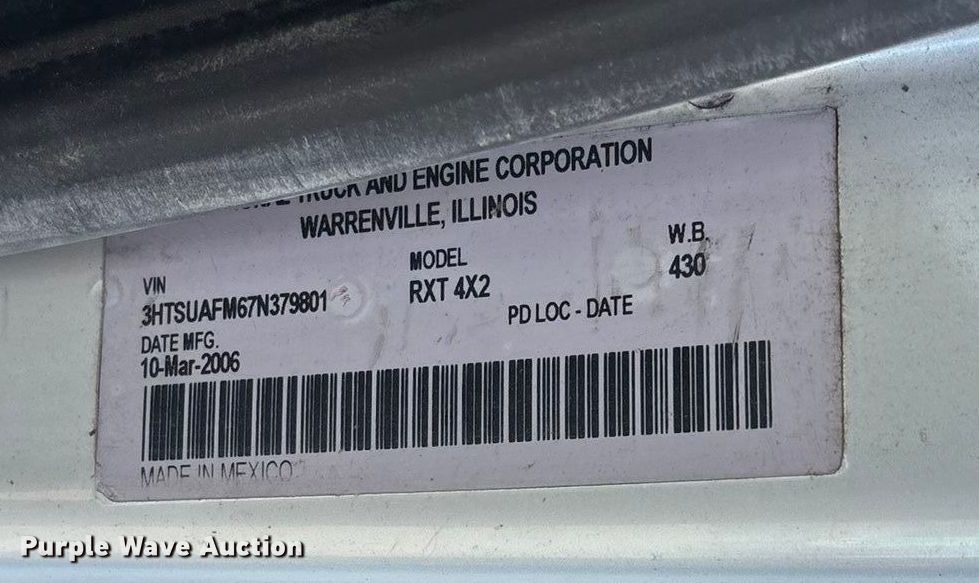 TRUCK AND ENGINE CORPORATION
WARRENVILLE, ILLINOIS
VIN
3HTSUAFM67N379801
MODEL
RXT 4X2
W.B.
430
DATE MFG.
10-Mar-2006
PD LOC - DATE
MADE IN MEXICO
Purple Wave Auction